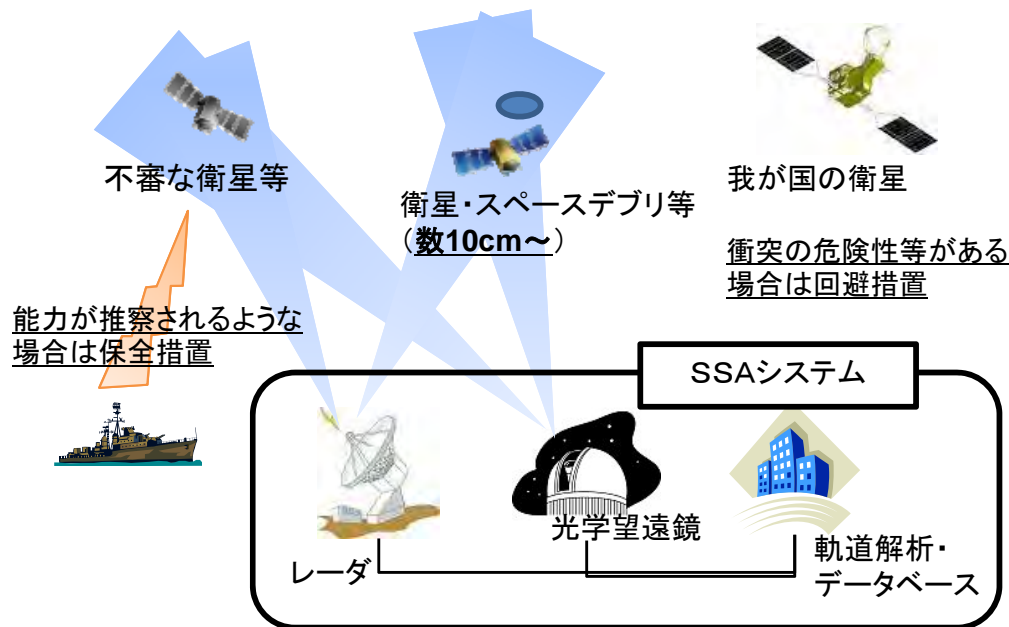 不審な衛星等
衛星・スペースデブリ等
（数10cm～）
我が国の衛星
衝突の危険性等がある
場合は回避措置
能力が推察されるような
場合は保全措置
SSAシステム
レーダ
光学望遠鏡
軌道解析・
データベース